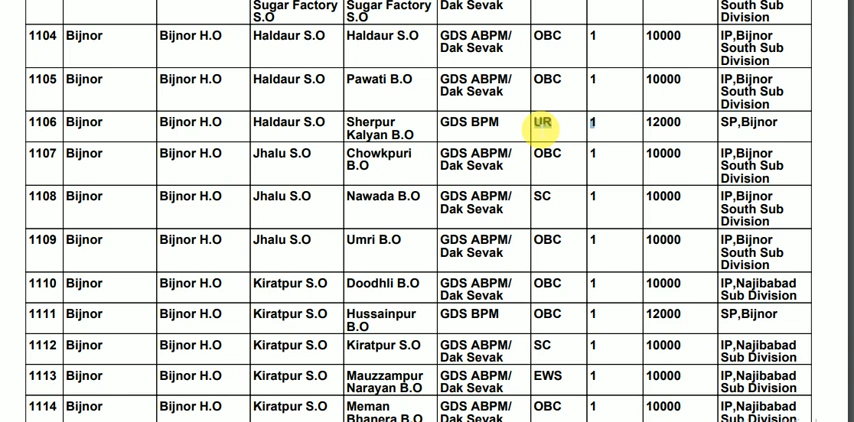 Sugar Factory Sugar Factory Dak Sevak South Sub
S.O S.O Division
1104 Bijnor Bijnor H.O Haldaur S.O Haldaur S.O GDS ABPM/ OBC 1 10000 IP,Bijnor
Dak Sevak South Sub
Division
1105 Bijnor Bijnor H.O Haldaur S.O Pawati B.O GDS ABPM/ OBC 1 10000 IP,Bijnor
Dak Sevak South Sub
Division
1106 Bijnor Bijnor H.O Haldaur S.O Sherpur GDS BPM UR 1 12000 SP,Bijnor
Kalyan B.O
1107 Bijnor Bijnor H.O Jhalu S.O Chowkpuri GDS ABPM/ OBC 1 10000 IP,Bijnor
B.O Dak Sevak South Sub
Division
1108 Bijnor Bijnor H.O Jhalu S.O Nawada B.O GDS ABPM/ SC 1 10000 IP,Bijnor
Dak Sevak South Sub
Division
1109 Bijnor Bijnor H.O Jhalu S.O Umri B.O GDS ABPM/ OBC 1 10000 IP,Bijnor
Dak Sevak South Sub
Division
1110 Bijnor Bijnor H.O Kiratpur S.O Doodhli B.O GDS ABPM/ OBC 1 10000 IP,Najibabad
Dak Sevak Sub Division
1111 Bijnor Bijnor H.O Kiratpur S.O Hussainpur GDS BPM OBC 1 12000 SP,Bijnor
B.O
1112 Bijnor Bijnor H.O Kiratpur S.O Kiratpur S.O GDS ABPM/ SC 1 10000 IP,Najibabad
Dak Sevak Sub Division
1113 Bijnor Bijnor H.O Kiratpur S.O Mauzzampur GDS ABPM/ EWS 1 10000 IP,Najibabad
Narayan B.O Dak Sevak Sub Division
1114 Bijnor Bijnor H.O Kiratpur S.O Meman GDS ABPM/ OBC 1 10000 IP,Najibabad
Bhanera B.O Dak Sevak Sub Division